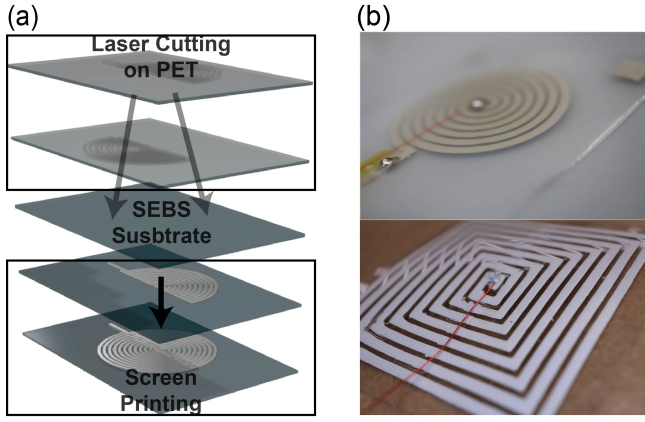 (a)
(b)
Laser Cutting
on PET
SEBS
Susbtrate
Screen
Printing